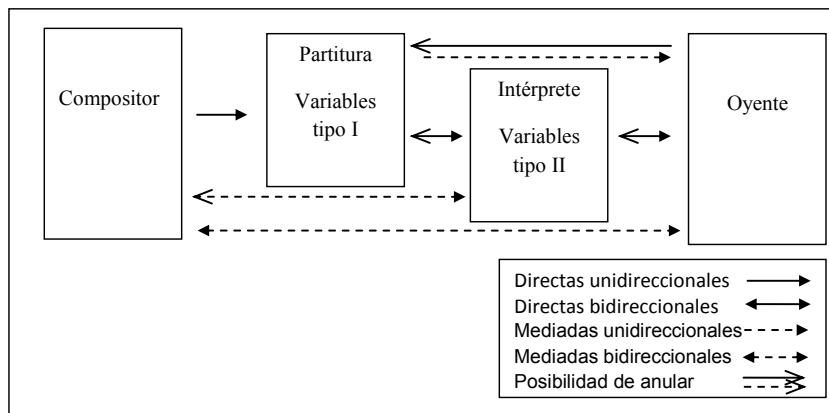 Compositor
Partitura
Variables
tipo I
Intérprete
Variables
tipo II
Oyente
Directas unidireccionales
Directas bidireccionales
Mediadas unidireccionales
Mediadas bidireccionales
Posibilidad de anular